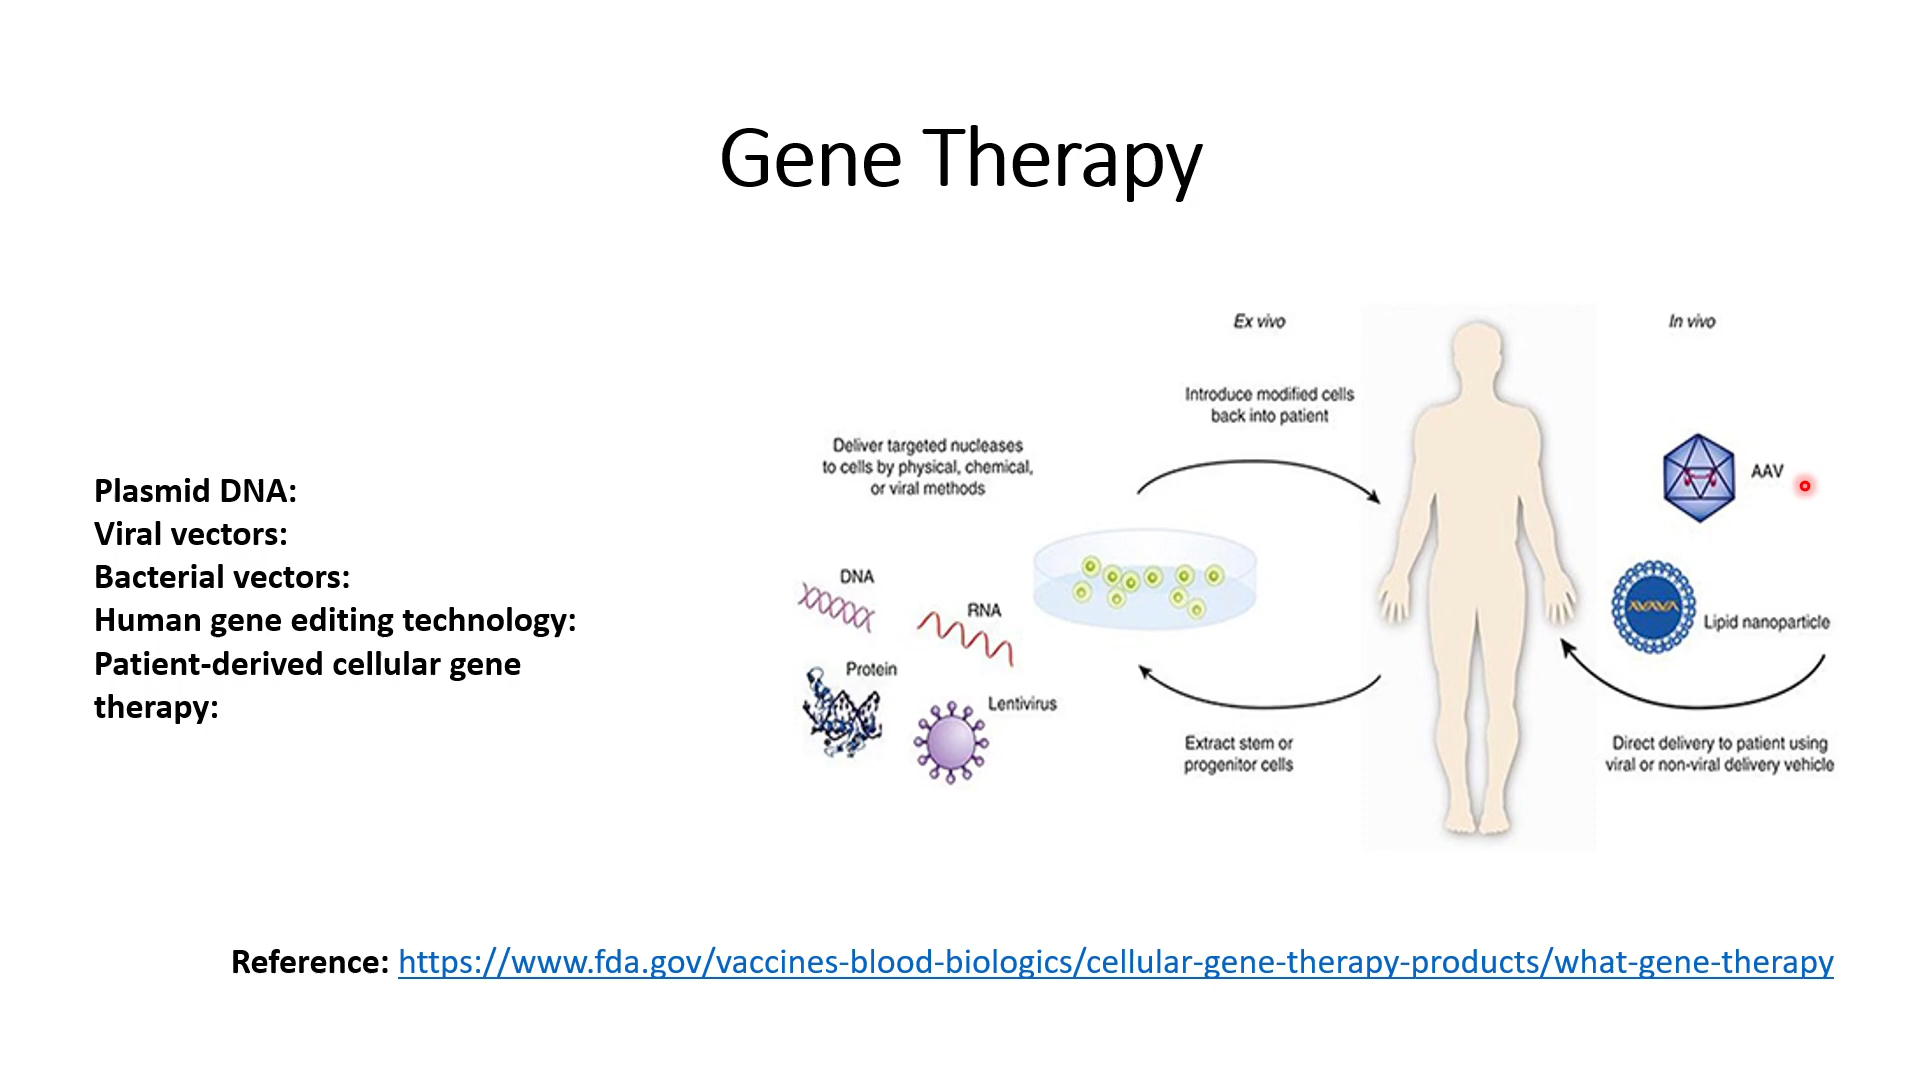 Gene Therapy
Plasmid DNA:
Viral vectors:
Bacterial vectors:
Human gene editing technology:
Patient-derived cellular gene
therapy:
Ex vivo
In vivo
Introduce modified cells
back into patient
Deliver targeted nucleases
to cells by physical, chemical,
or viral methods
AAV
DNA
RNA
Lipid nanoparticle
Protein
Lentivirus
Extract stem or
progenitor cells
Direct delivery to patient using
viral or non-viral delivery vehicle
Reference: https://www.fda.gov/vaccines-blood-biologics/cellular-gene-therapy-products/what-gene-therapy